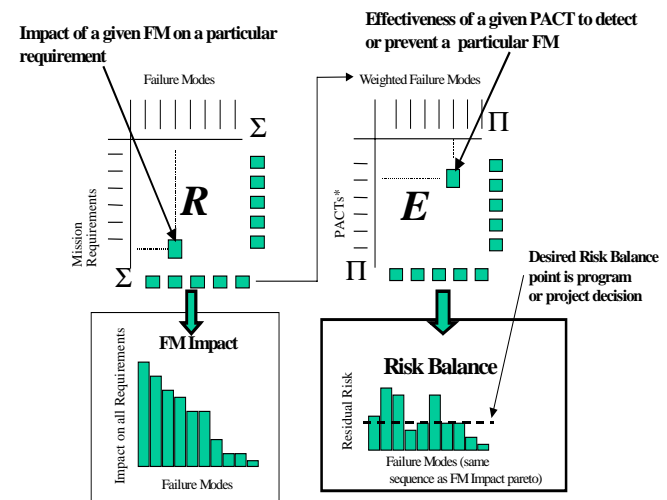 Impact of a given FM on a particular
requirement
Effectiveness of a given PACT to detect
or prevent a particular FM
Failure Modes
Σ
Mission
Requirements
R
Σ
Weighted Failure Modes
Π
PACTs*
E
Π
Desired Risk Balance
point is program
or project decision
FM Impact
Impact on all Requirements
Failure Modes
Risk Balance
Residual Risk
Failure Modes (same
sequence as FM Impact pareto)